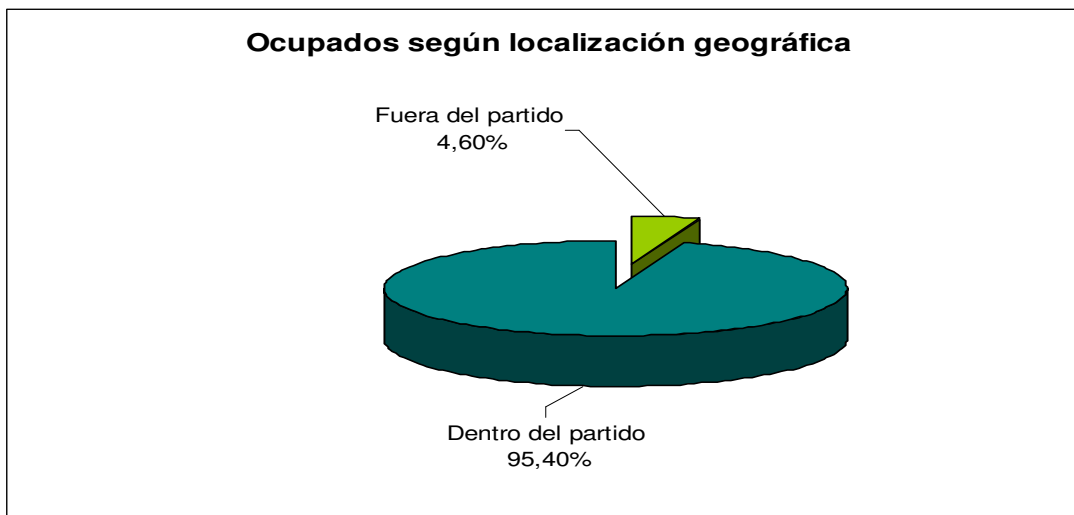 Ocupados según localización geográfica
Fuera del partido
4,60%
Dentro del partido
95,40%